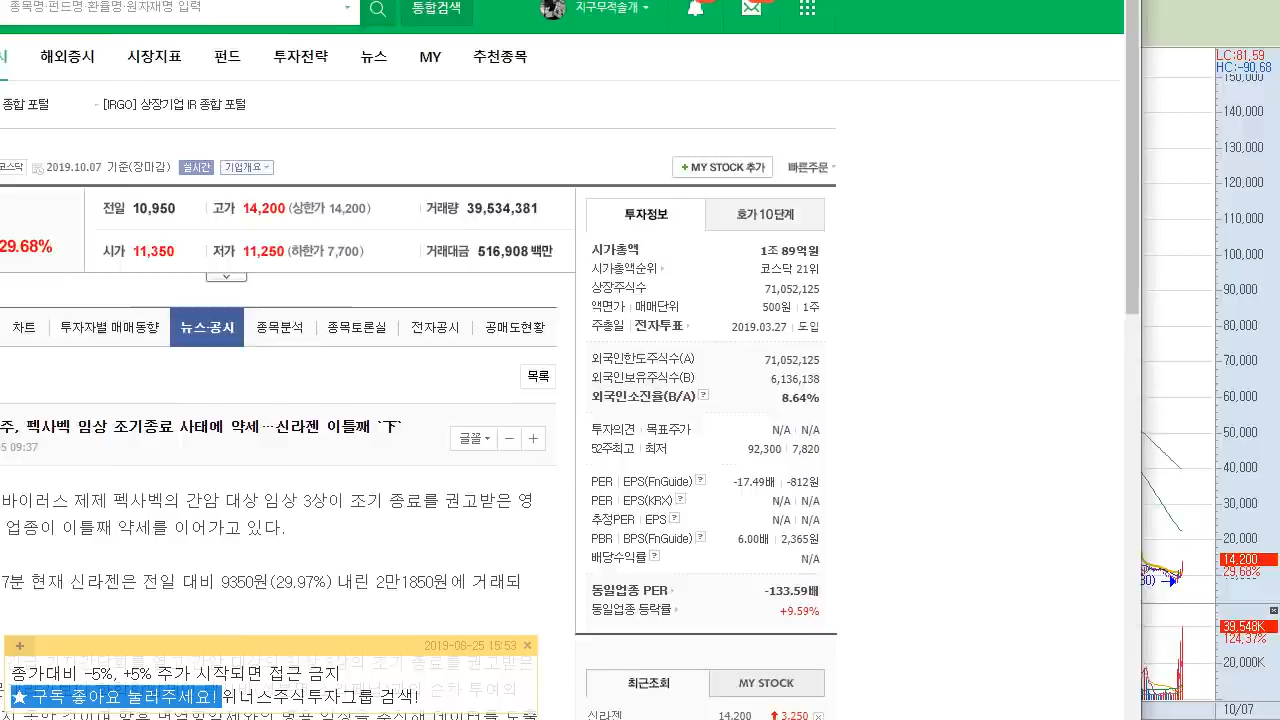 종목명·펀드명·환율명·원자재명 입력
통합검색
지구무적솔개
해외증시 시장지표 펀드 투자전략 뉴스 MY 추천종목
종합 포털 - [IRGO] 상장기업 IR 종합 포털
코스닥 2019.10.07 기준(장마감) 실시간 기업개요
+ MY STOCK 추가 빠른주문
29.68%
전일 10,950 고가 14,200 (상한가 14,200) 거래량 39,534,381
시가 11,350 저가 11,250 (하한가 7,700) 거래대금 516,908 백만
차트 투자자별 매매동향 뉴스·공시 종목분석 종목토론실 전자공시 공매도현황
목록
주, 펙사벡 임상 조기종료 사태에 약세…신라젠 이틀째 `下`
5 09:37
글꼴 − +
바이러스 제제 펙사벡의 간암 대상 임상 3상이 조기 종료를 권고받은 영
업종이 이틀째 약세를 이어가고 있다.
7분 현재 신라젠은 전일 대비 9350원(29.97%) 내린 2만1850원에 거래되
+ 2019-08-25 15:53 ×
종가대비 -5%, +5% 주가 시작되면 접근 금지
★구독 좋아요 눌러주세요! 위너스주식투자그룹 검색!
투자정보 호가 10단계
시가총액 1조 89억원
시가총액순위 코스닥 21위
상장주식수 71,052,125
액면가 매매단위 500원 1주
주총일 전자투표 2019.03.27 도입
외국인한도주식수(A) 71,052,125
외국인보유주식수(B) 6,136,138
외국인소진율(B/A) ? 8.64%
투자의견 목표주가 N/A N/A
52주최고 최저 92,300 7,820
PER EPS(FnGuide) ? -17.49배 -812원
PER EPS(KRX) ? N/A N/A
추정PER EPS ? N/A N/A
PBR BPS(FnGuide) ? 6.00배 2,365원
배당수익률 ? N/A
동일업종 PER -133.59배
동일업종 등락률 +9.59%
최근조회 MY STOCK
신라젠 14,200 3,250
LC:81,59
HC:-90,68
150,000
140,000
130,000
120,000
110,000
100,000
90,000
80,000
70,000
60,000
50,000
40,000
30,000
20,000
14,200
29.68%
39,548K
124.37%
20,000K
10/07